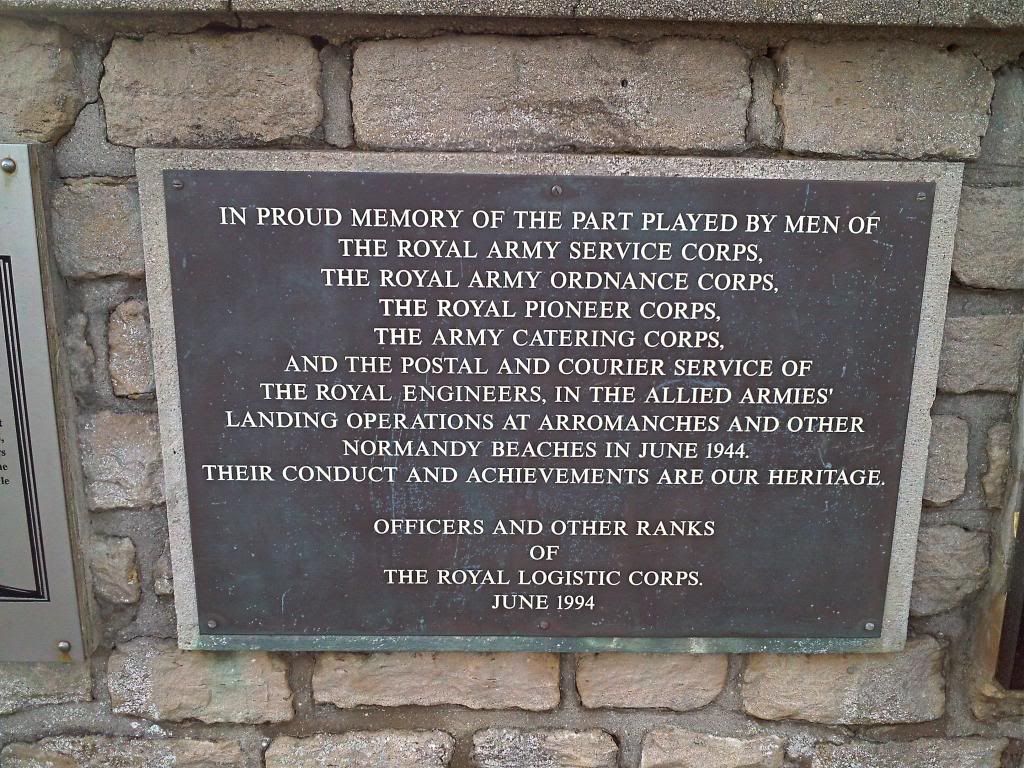 IN PROUD MEMORY OF THE PART PLAYED BY MEN OF
THE ROYAL ARMY SERVICE CORPS,
THE ROYAL ARMY ORDNANCE CORPS,
THE ROYAL PIONEER CORPS,
THE ARMY CATERING CORPS,
AND THE POSTAL AND COURIER SERVICE OF
THE ROYAL ENGINEERS, IN THE ALLIED ARMIES'
LANDING OPERATIONS AT ARROMANCHES AND OTHER
NORMANDY BEACHES IN JUNE 1944.
THEIR CONDUCT AND ACHIEVEMENTS ARE OUR HERITAGE.
OFFICERS AND OTHER RANKS
OF
THE ROYAL LOGISTIC CORPS.
JUNE 1994